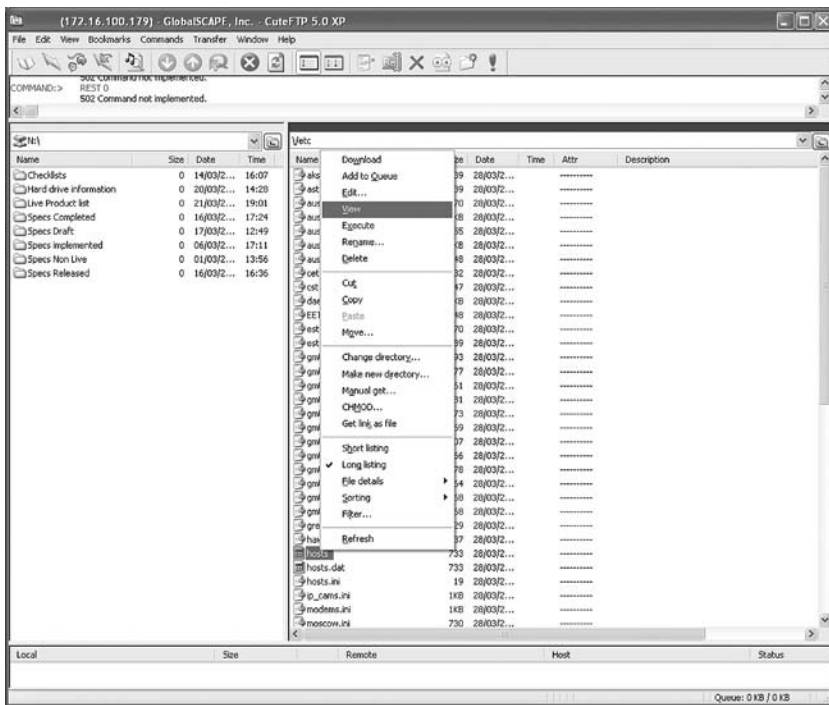 (172.16.100.179) - GlobalSCAPE, Inc. - CuteFTP 5.0 XP
File Edit View Bookmarks Commands Transfer Window Help
502 Command not implemented.
COMMAND:> REST 0
502 Command not implemented.
N:\
Name Size Date Time
Checklists 0 14/03/2... 16:07
Hard drive information 0 20/03/2... 14:28
Live Product list 0 21/03/2... 19:01
Specs Completed 0 16/03/2... 17:24
Specs Draft 0 17/03/2... 12:49
Specs implemented 0 06/03/2... 17:11
Specs Non Live 0 01/03/2... 13:56
Specs Released 0 16/03/2... 16:36
\/etc
Name Date Time Attr Description
Download
Add to Queue
Edit...
View
Execute
Rename...
Delete
Cut
Copy
Paste
Move...
Change directory...
Make new directory...
Manual get...
CHMOD...
Get link as file
Short listing
Long listing
File details
Sorting
Filter...
Refresh
hosts 733 28/03/2...
hosts.dat 733 28/03/2...
hosts.ini 19 28/03/2...
ip_cams.ini 1KB 28/03/2...
modems.ini 1KB 28/03/2...
moscow.ini 730 28/03/2...
Local Size Remote Host Status
Queue: 0 KB / 0 KB